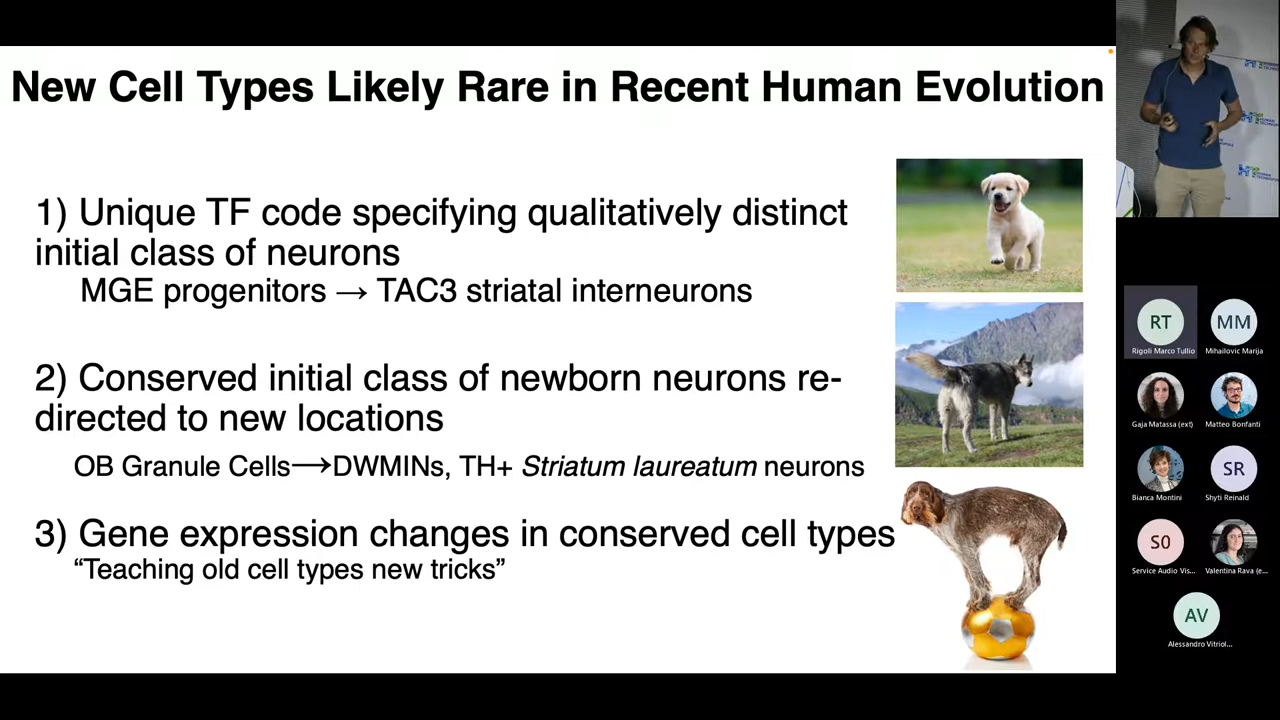 New Cell Types Likely Rare in Recent Human Evolution
1) Unique TF code specifying qualitatively distinct
initial class of neurons
MGE progenitors → TAC3 striatal interneurons
2) Conserved initial class of newborn neurons re-
directed to new locations
OB Granule Cells→DWMINs, TH+ Striatum laureatum neurons
3) Gene expression changes in conserved cell types
“Teaching old cell types new tricks”
RT
Rigoli Marco Tullio
MM
Mihailovic Marija
Gaja Matassa (ext)
Matteo Bonfanti
Bianca Montini
SR
Shyti Reinald
S0
Service Audio Vis...
Valentina Rava (e...
AV
Alessandro Vitriol...